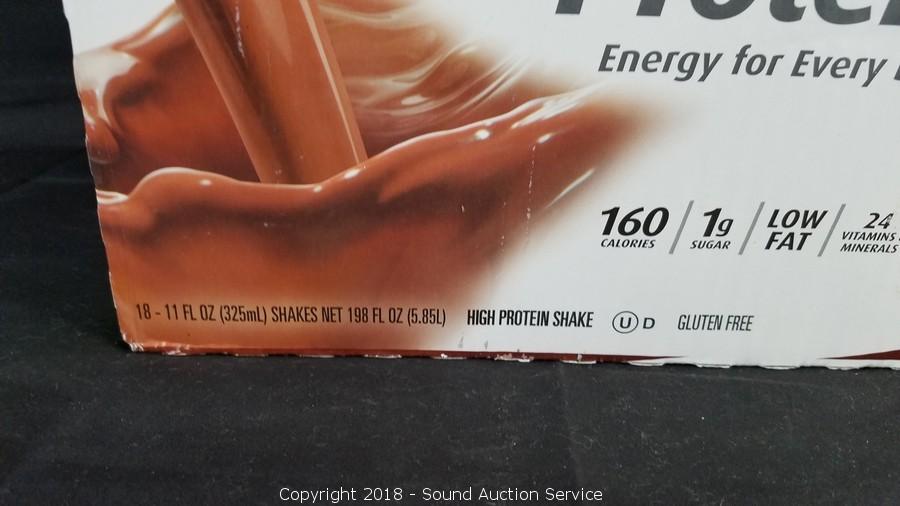 Energy for Every
160 CALORIES / 1g SUGAR / LOW FAT / 24 VITAMINS & MINERALS
18 - 11 FL OZ (325mL) SHAKES NET 198 FL OZ (5.85L) HIGH PROTEIN SHAKE U D GLUTEN FREE
Copyright 2018 - Sound Auction Service